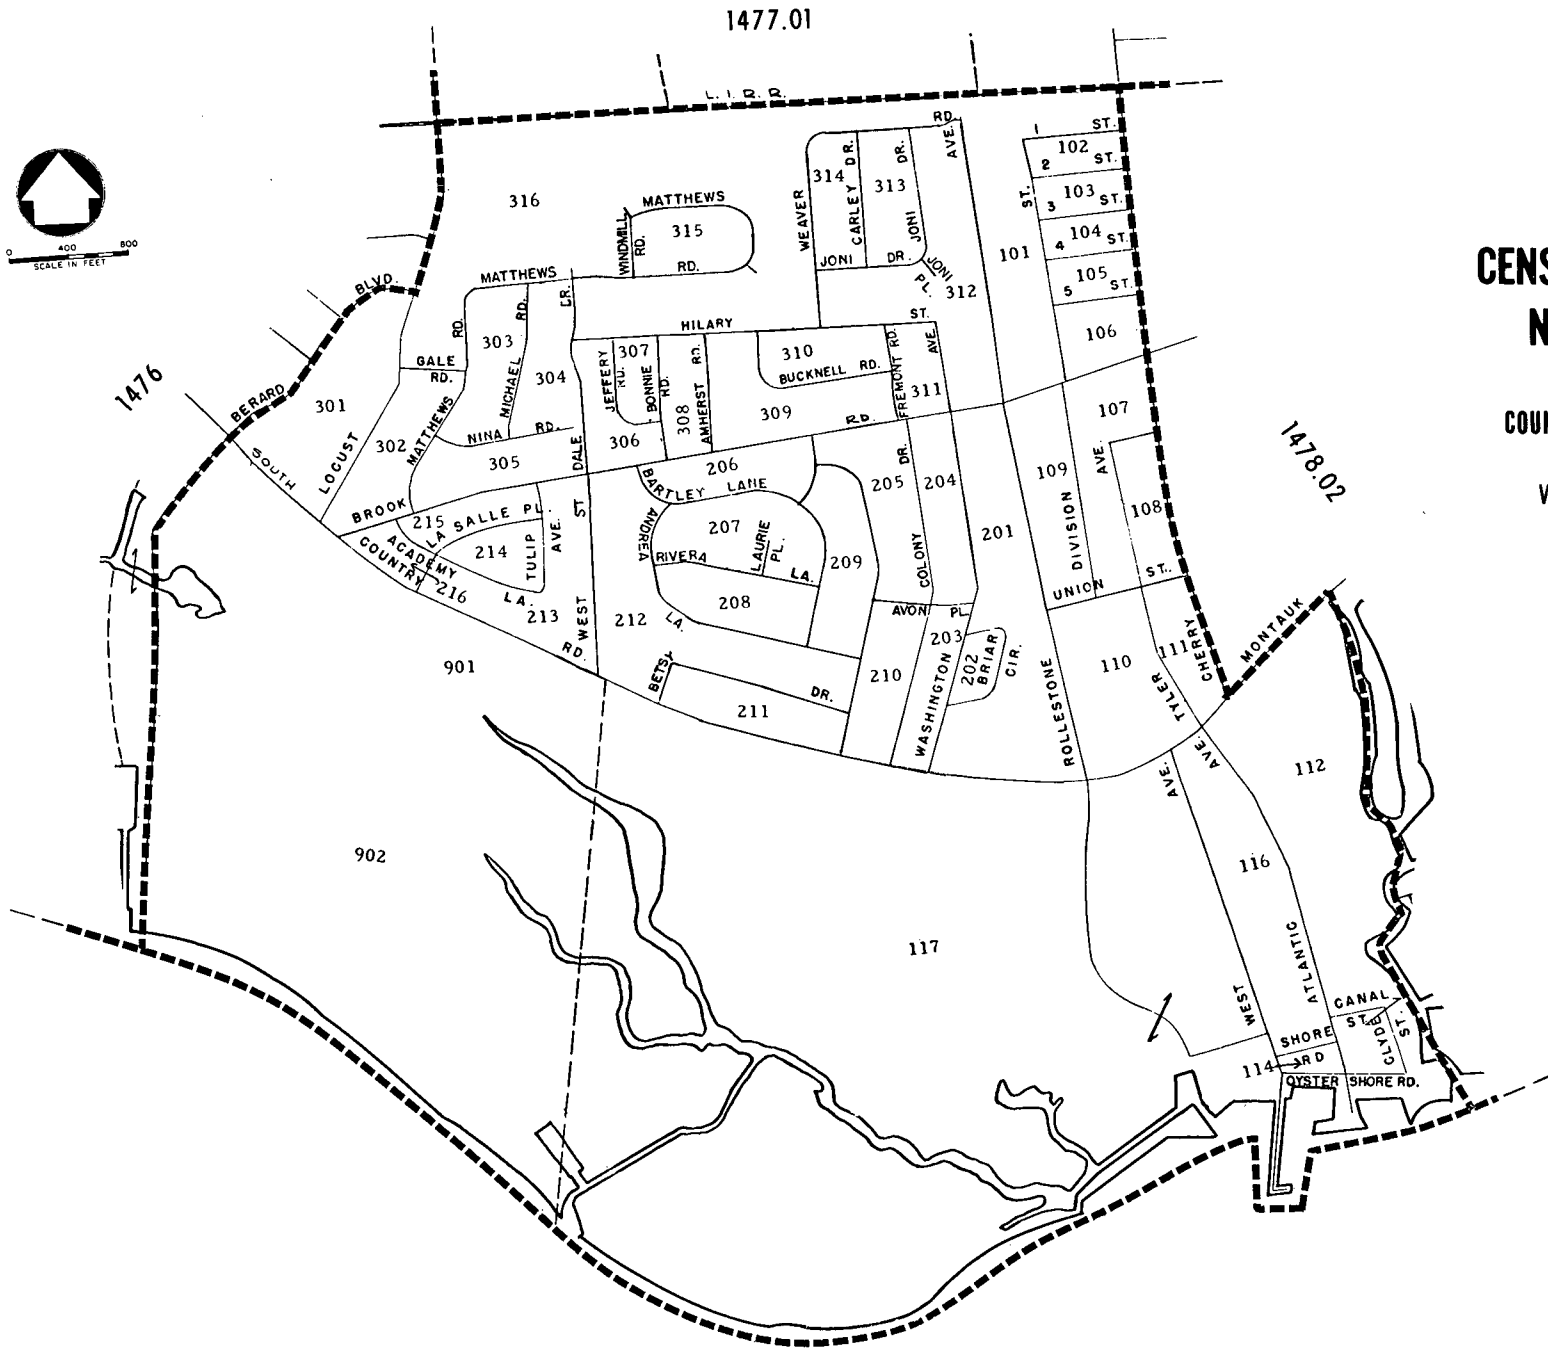 1477.01
L. I. R. R.
0 400 800
SCALE IN FEET
1 ST.
102
2 ST.
103
3 ST.
104
4 ST.
105
5 ST.
106
ST.
101
RD.
AVE.
314
CARLEY DR.
313
DR.
JONI
WEAVER
JONI DR.
JONI PL.
312
316
MATTHEWS
WINDMILL RD.
315
RD.
MATTHEWS
DR.
HILARY ST.
BLVD.
BERARD
1476
SOUTH
301
LOCUST
GALE RD.
RD.
302
MATTHEWS
303
RD.
MICHAEL
304
NINA RD.
305
DALE
JEFFERY RD.
307
BONNIE RD.
306
308
AMHERST RD.
309
310
BUCKNELL RD.
FREMONT RD.
AVE.
311
RD.
BROOK
107
109
DIVISION AVE.
108
UNION ST.
1478.02
CENS
N
COUN
V
215
LA SALLE PL.
214
TULIP AVE.
ACADEMY LA.
COUNTRY RD.
216
213
WEST ST
206
BARTLEY LANE
207
ANDREA
LAURIE PL.
RIVERA LA.
208
209
205
COLONY DR.
204
201
AVON PL.
203
202
BRIAR CIR.
WASHINGTON
210
212
LA.
BETSY DR.
211
ROLLESTONE
110
111
TYLER AVE.
CHERRY
MONTAUK
112
901
902
117
116
WEST AVE.
ATLANTIC
CANAL ST.
CLYDE ST.
SHORE RD
114
OYSTER SHORE RD.